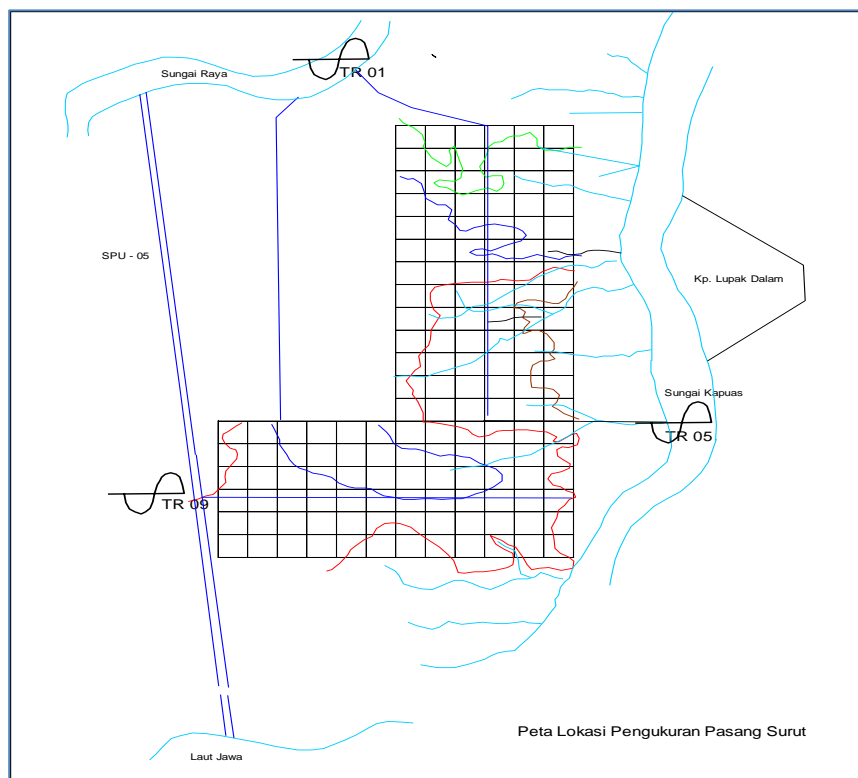 Sungai Raya
TR 01
SPU - 05
Kp. Lupak Dalam
Sungai Kapuas
TR 05
TR 09
Peta Lokasi Pengukuran Pasang Surut
Laut Jawa